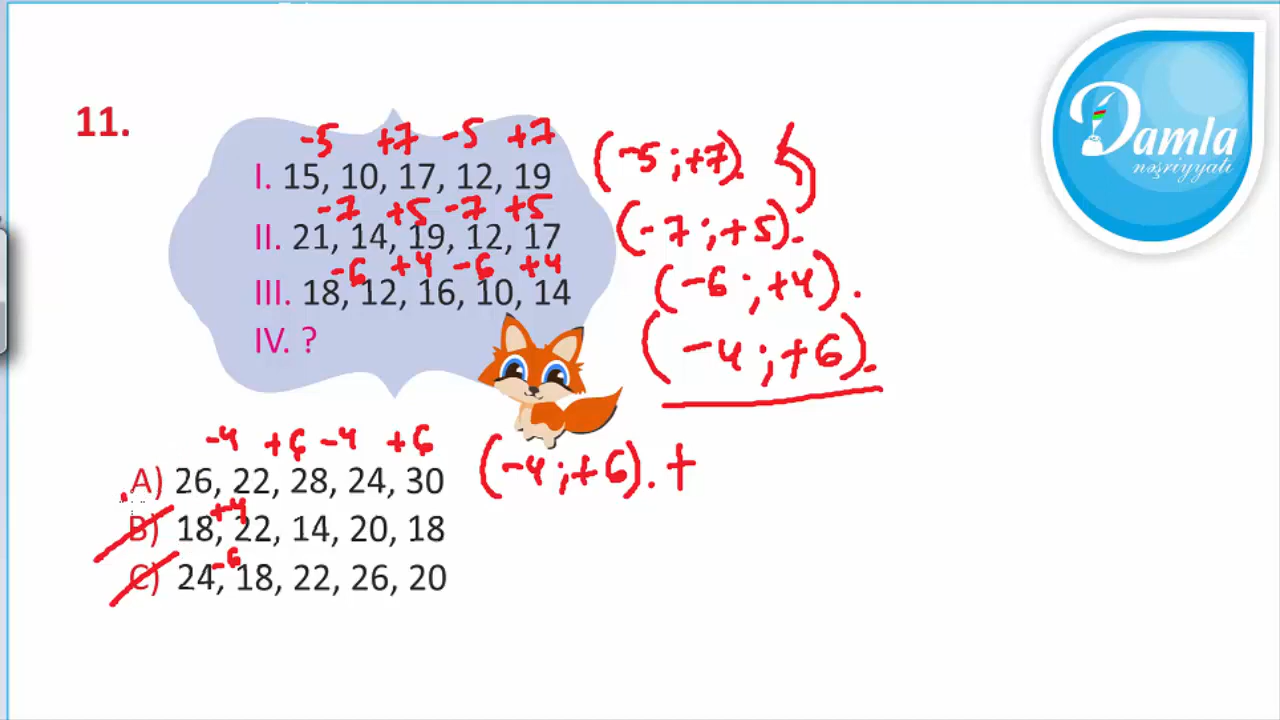 11.
-5 +7 -5 +7
I. 15, 10, 17, 12, 19
(-5 ; +7).
-7 +5 -7 +5
II. 21, 14, 19, 12, 17
(-7 ; +5).
-6 +4 -6 +4
III. 18, 12, 16, 10, 14
(-6 ; +4).
IV. ?
(-4 ; +6).
-4 +6 -4 +6
A) 26, 22, 28, 24, 30
(-4 ; +6). +
+4
B) 18, 22, 14, 20, 18
-6
C) 24, 18, 22, 26, 20
Damla
nəşriyyatı